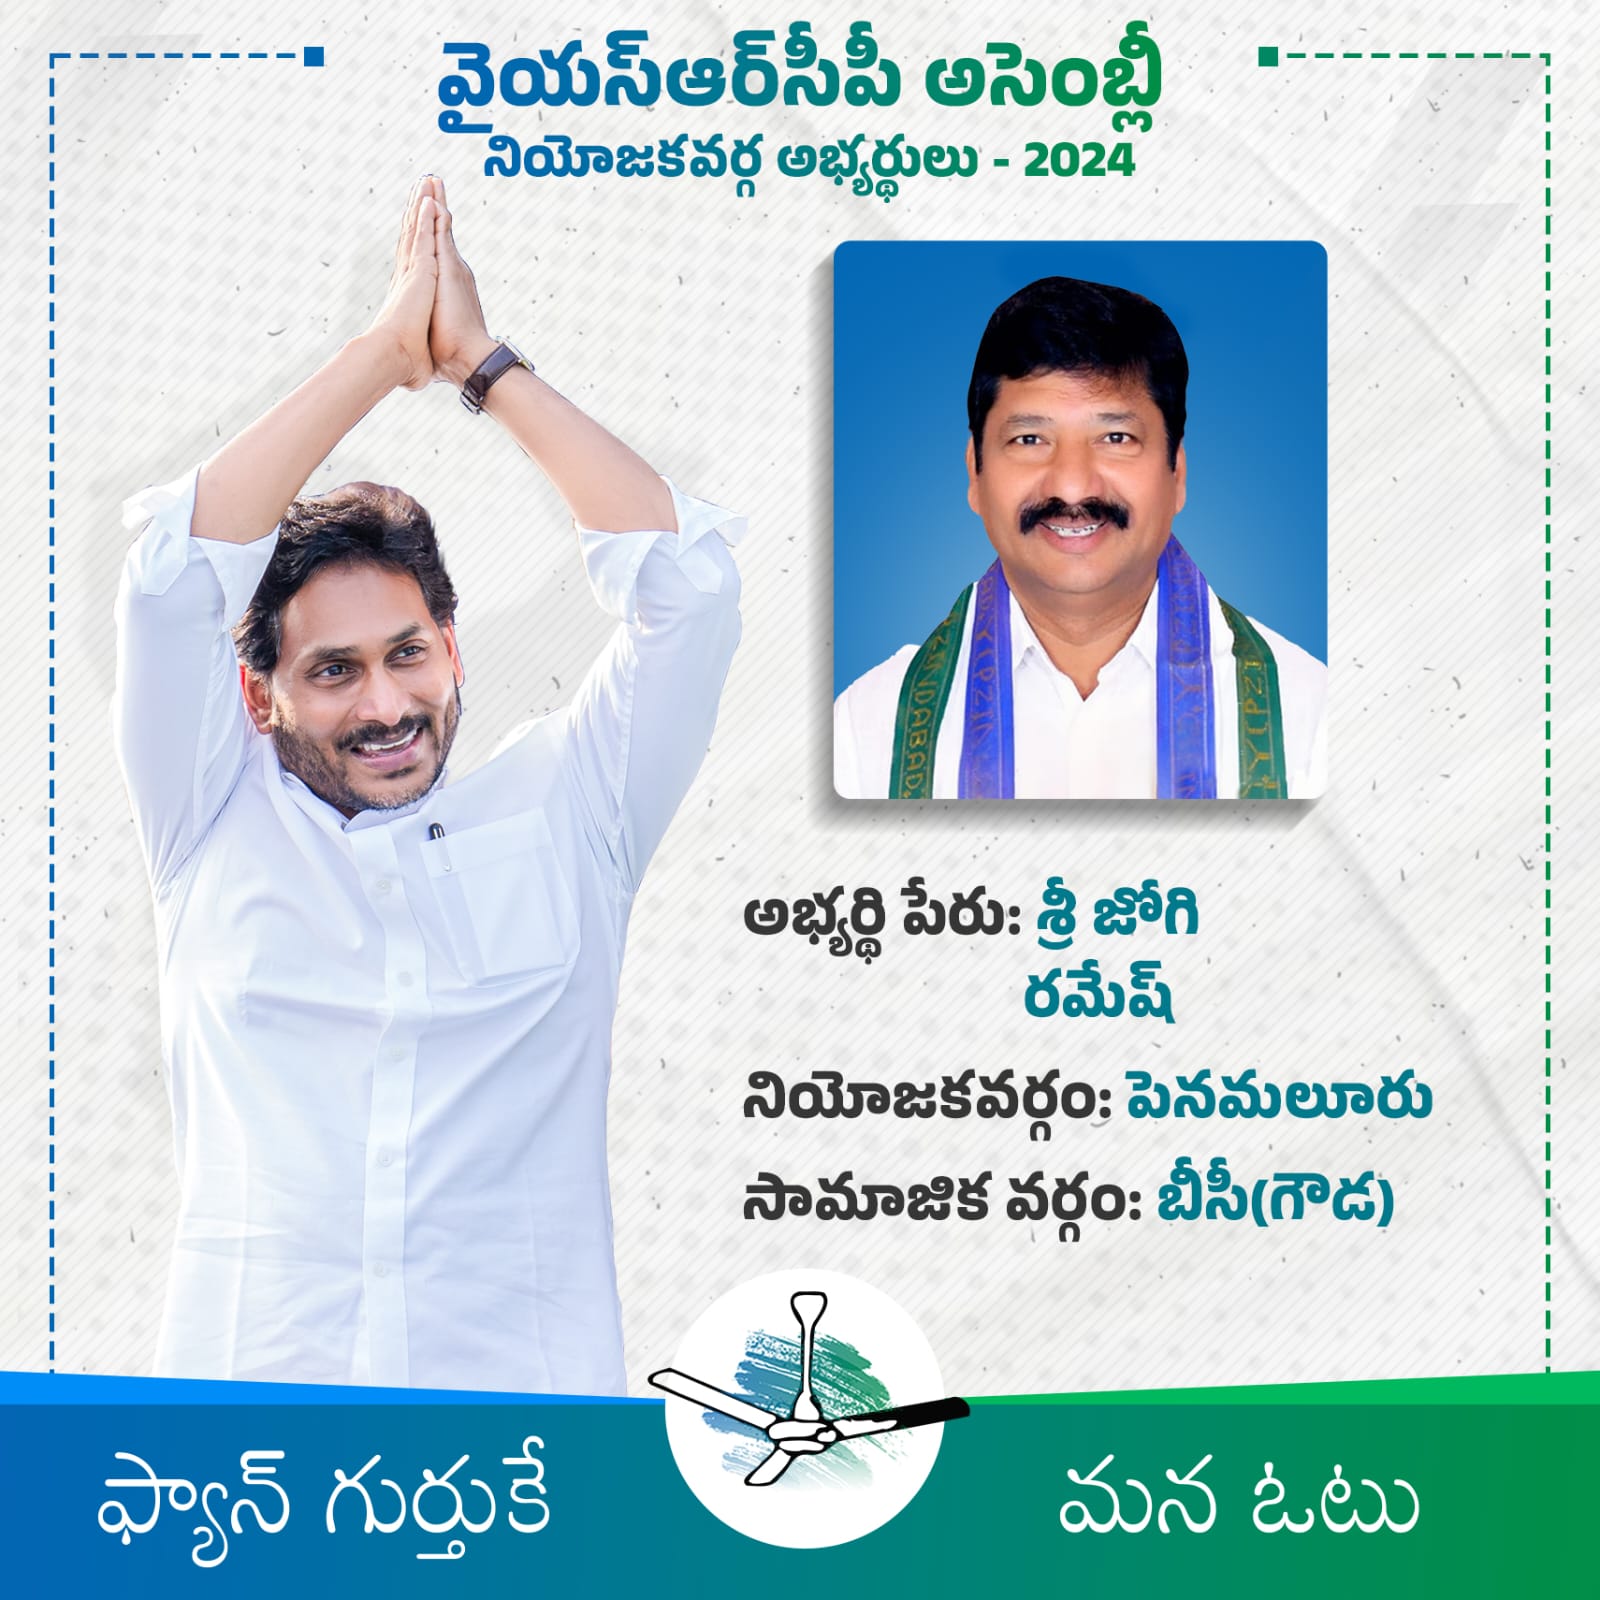 వైయస్ఆర్‌సీపీ అసెంబ్లీ
నియోజకవర్గ అభ్యర్థులు - 2024
అభ్యర్థి పేరు: శ్రీ జోగి
రమేష్
నియోజకవర్గం: పెనమలూరు
సామాజిక వర్గం: బీసీ(గౌడ)
ఫ్యాన్ గుర్తుకే
మన ఓటు